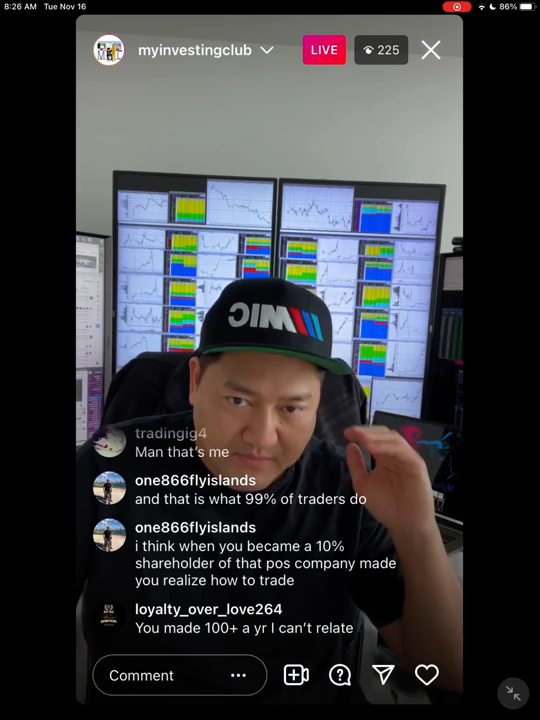 8:26 AM Tue Nov 16
86%
myinvestingclub
LIVE
225
MIC
tradingig4
Man that's me
one866flyislands
and that is what 99% of traders do
one866flyislands
i think when you became a 10%
shareholder of that pos company made
you realize how to trade
loyalty_over_love264
You made 100+ a yr I can't relate
Comment